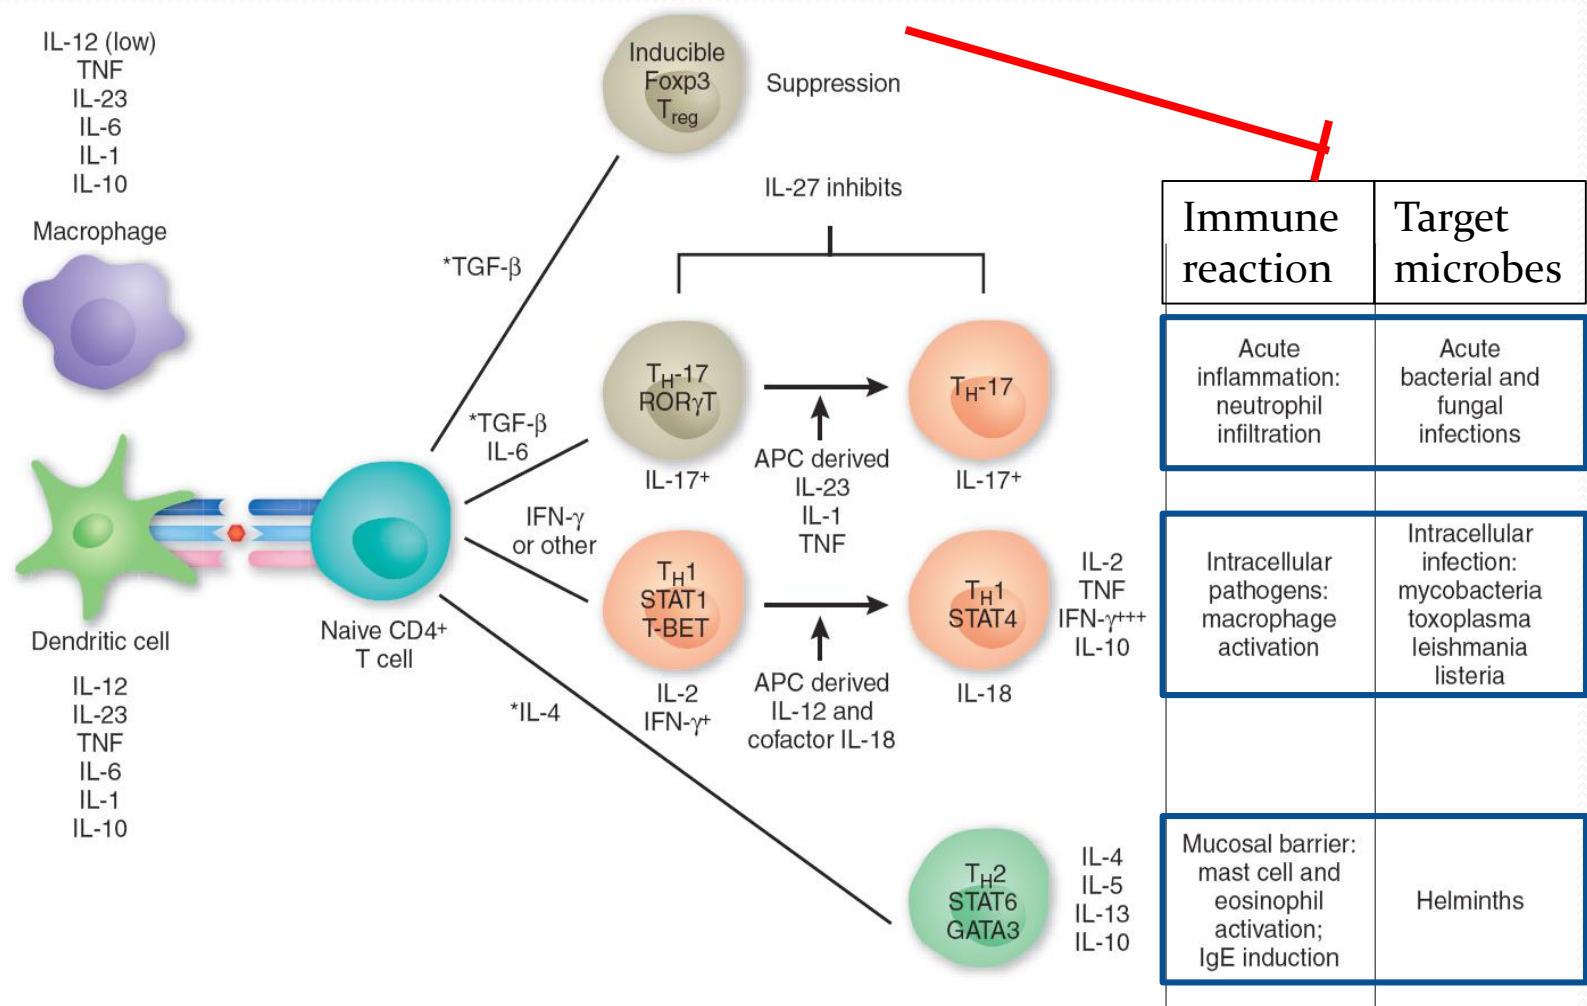 IL-12 (low)
TNF
IL-23
IL-6
IL-1
IL-10
Macrophage
Dendritic cell
IL-12
IL-23
TNF
IL-6
IL-1
IL-10
Naive CD4+
T cell
*TGF-β
*TGF-β
IL-6
IFN-γ
or other
*IL-4
Inducible
Foxp3
Treg
Suppression
IL-27 inhibits
TH-17
RORγT
IL-17+
APC derived
IL-23
IL-1
TNF
TH-17
IL-17+
TH1
STAT1
T-BET
IL-2
IFN-γ+
APC derived
IL-12 and
cofactor IL-18
TH1
STAT4
IL-18
IL-2
TNF
IFN-γ+++
IL-10
TH2
STAT6
GATA3
IL-4
IL-5
IL-13
IL-10
Immune
reaction
Target
microbes
Acute
inflammation:
neutrophil
infiltration
Acute
bacterial and
fungal
infections
Intracellular
pathogens:
macrophage
activation
Intracellular
infection:
mycobacteria
toxoplasma
leishmania
listeria
Mucosal barrier:
mast cell and
eosinophil
activation;
IgE induction
Helminths